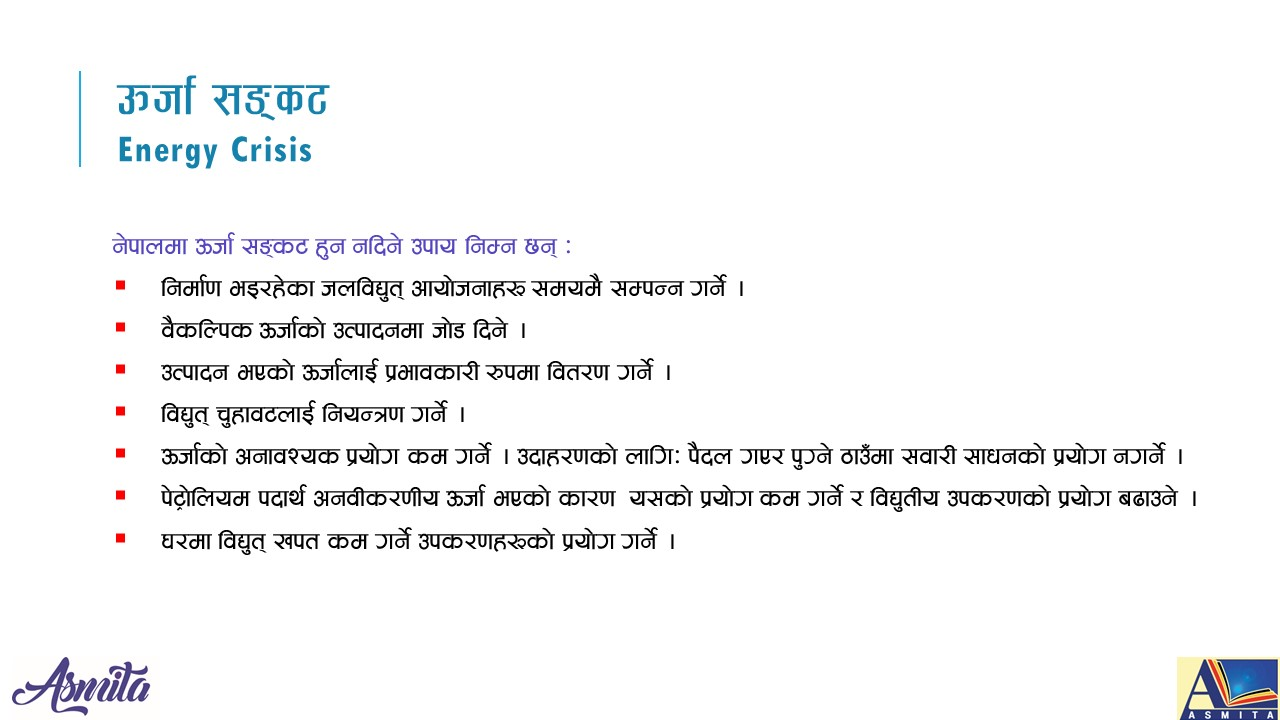 ऊर्जा सङ्कट
Energy Crisis
नेपालमा ऊर्जा सङ्कट हुन नदिने उपाय निम्न छन् :
▪ निर्माण भइरहेका जलविद्युत् आयोजनाहरू समयमै सम्पन्न गर्ने ।
▪ वैकल्पिक ऊर्जाको उत्पादनमा जोड दिने ।
▪ उत्पादन भएको ऊर्जालाई प्रभावकारी रुपमा वितरण गर्ने ।
▪ विद्युत् चुहावटलाई नियन्त्रण गर्ने ।
▪ ऊर्जाको अनावश्यक प्रयोग कम गर्ने । उदाहरणको लागि: पैदल गएर पुग्ने ठाउँमा सवारी साधनको प्रयोग नगर्ने ।
▪ पेट्रोलियम पदार्थ अनवीकरणीय ऊर्जा भएको कारण यसको प्रयोग कम गर्ने र विद्युतीय उपकरणको प्रयोग बढाउने ।
▪ घरमा विद्युत् खपत कम गर्ने उपकरणहरुको प्रयोग गर्ने ।
Asmita
ASMITA